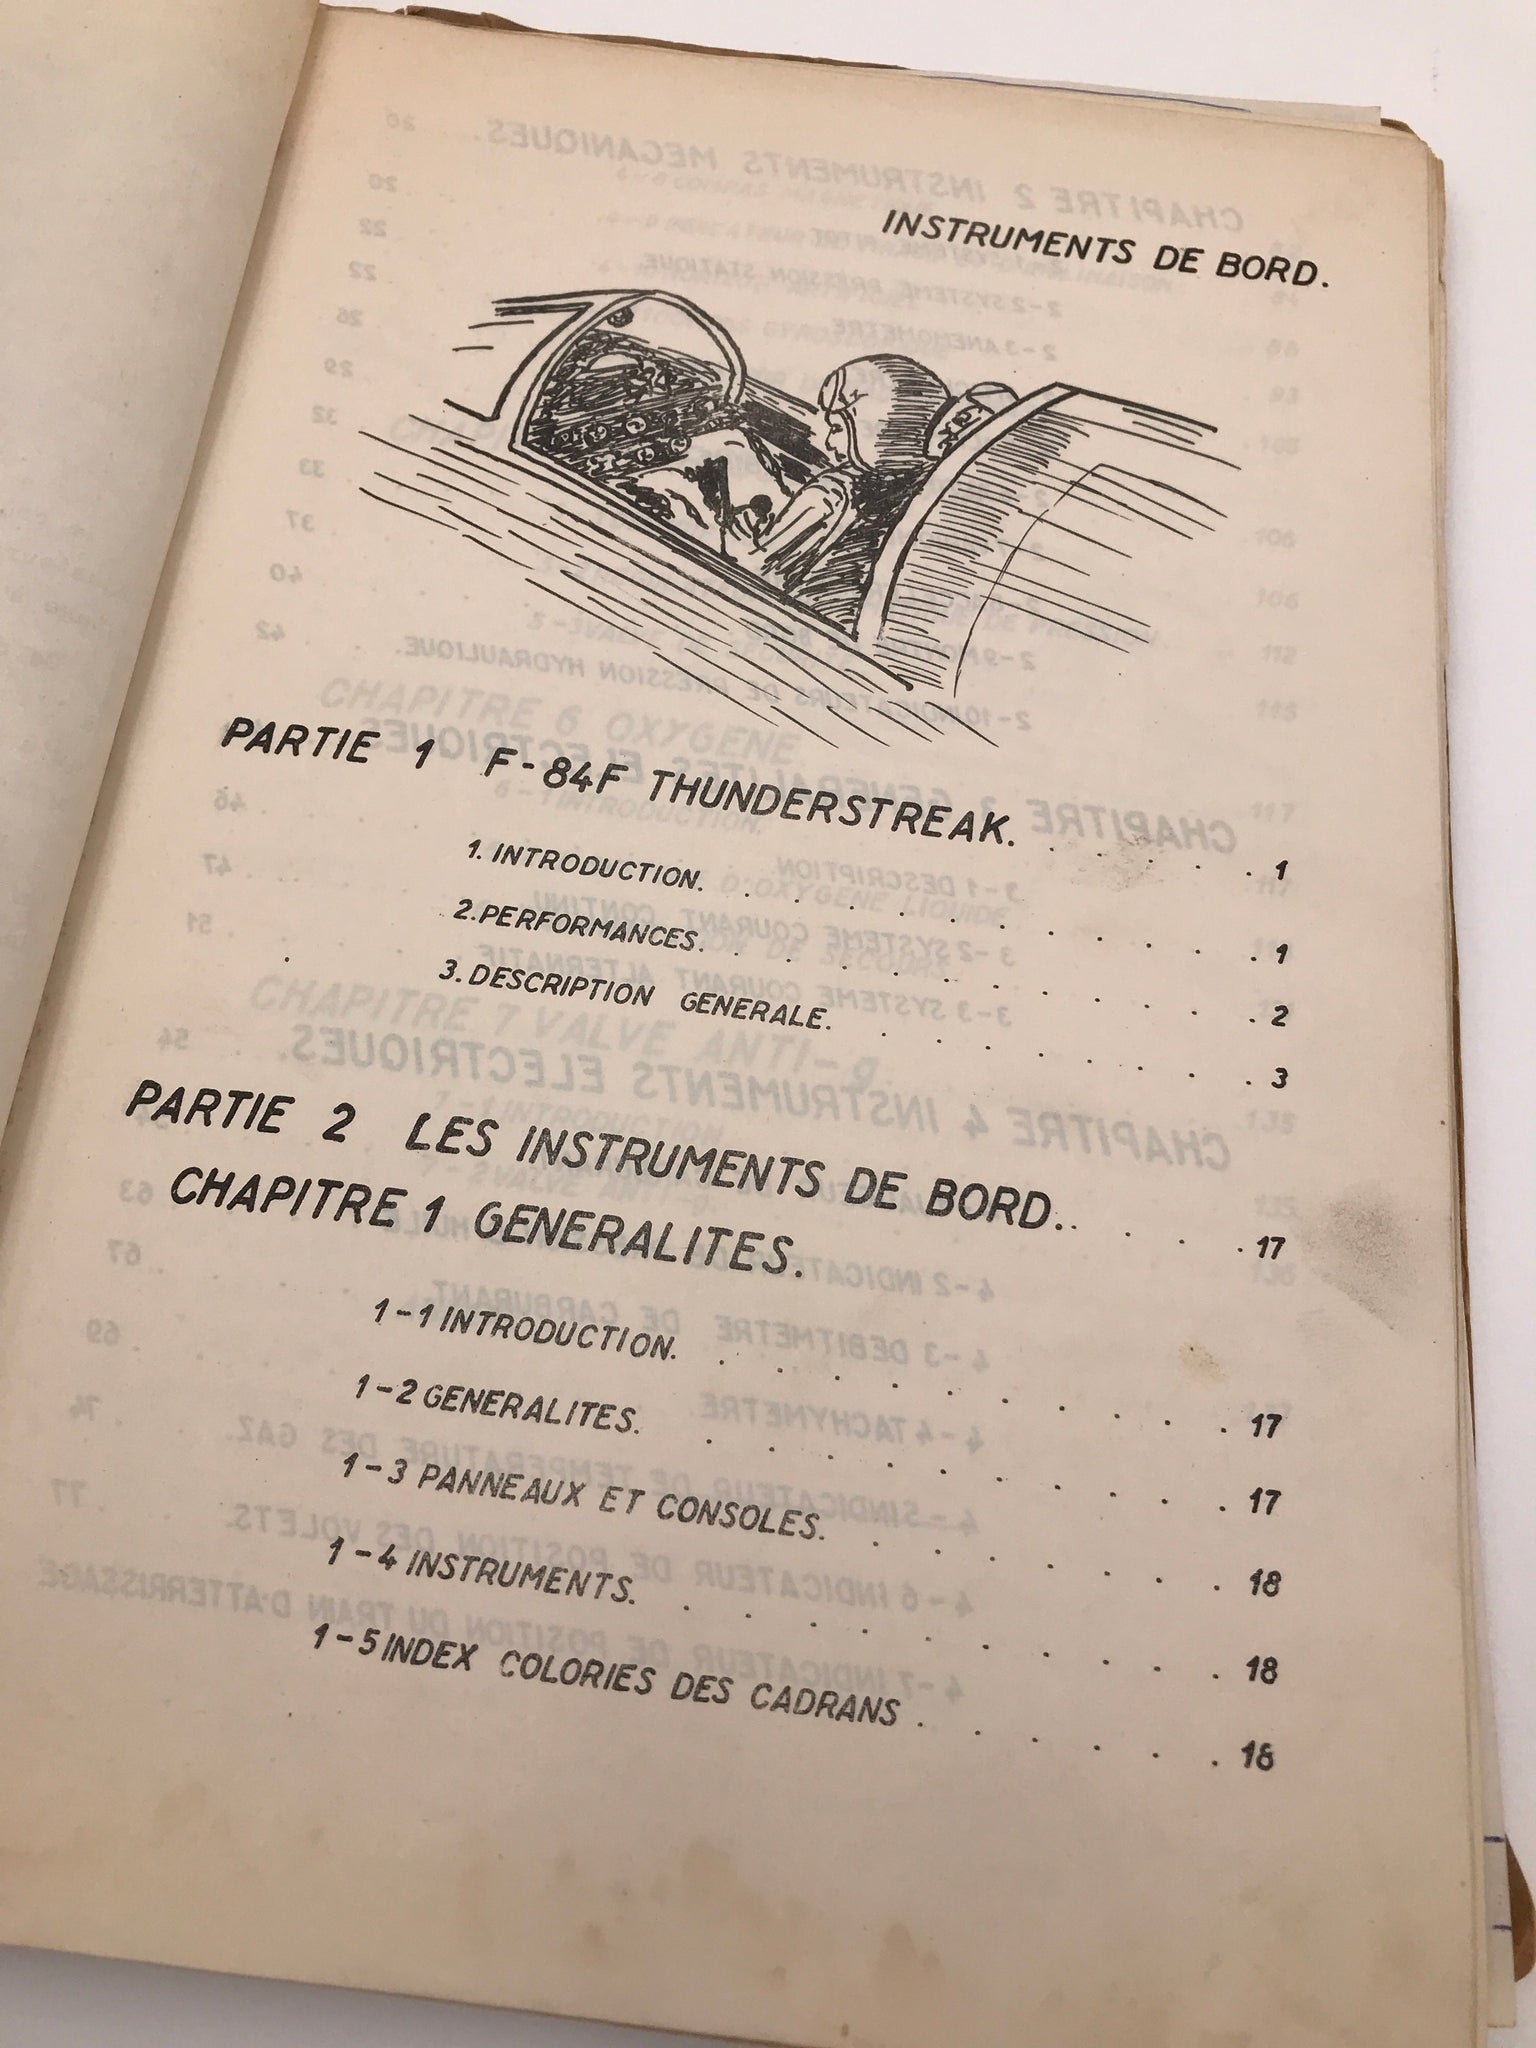 INSTRUMENTS DE BORD.
PARTIE 1 F-84F THUNDERSTREAK. . . . . . 1
1. INTRODUCTION. . . . . . . . . . . 1
2. PERFORMANCES. . . . . . . . . . . 2
3. DESCRIPTION GENERALE. . . . . . . . . 3
PARTIE 2 LES INSTRUMENTS DE BORD. . . . . 17
CHAPITRE 1 GENERALITES.
1-1 INTRODUCTION. . . . . . . . . . . 17
1-2 GENERALITES. . . . . . . . . . . 17
1-3 PANNEAUX ET CONSOLES. . . . . . . . 18
1-4 INSTRUMENTS. . . . . . . . . . . 18
1-5 INDEX COLORIES DES CADRANS . . . . . . 18